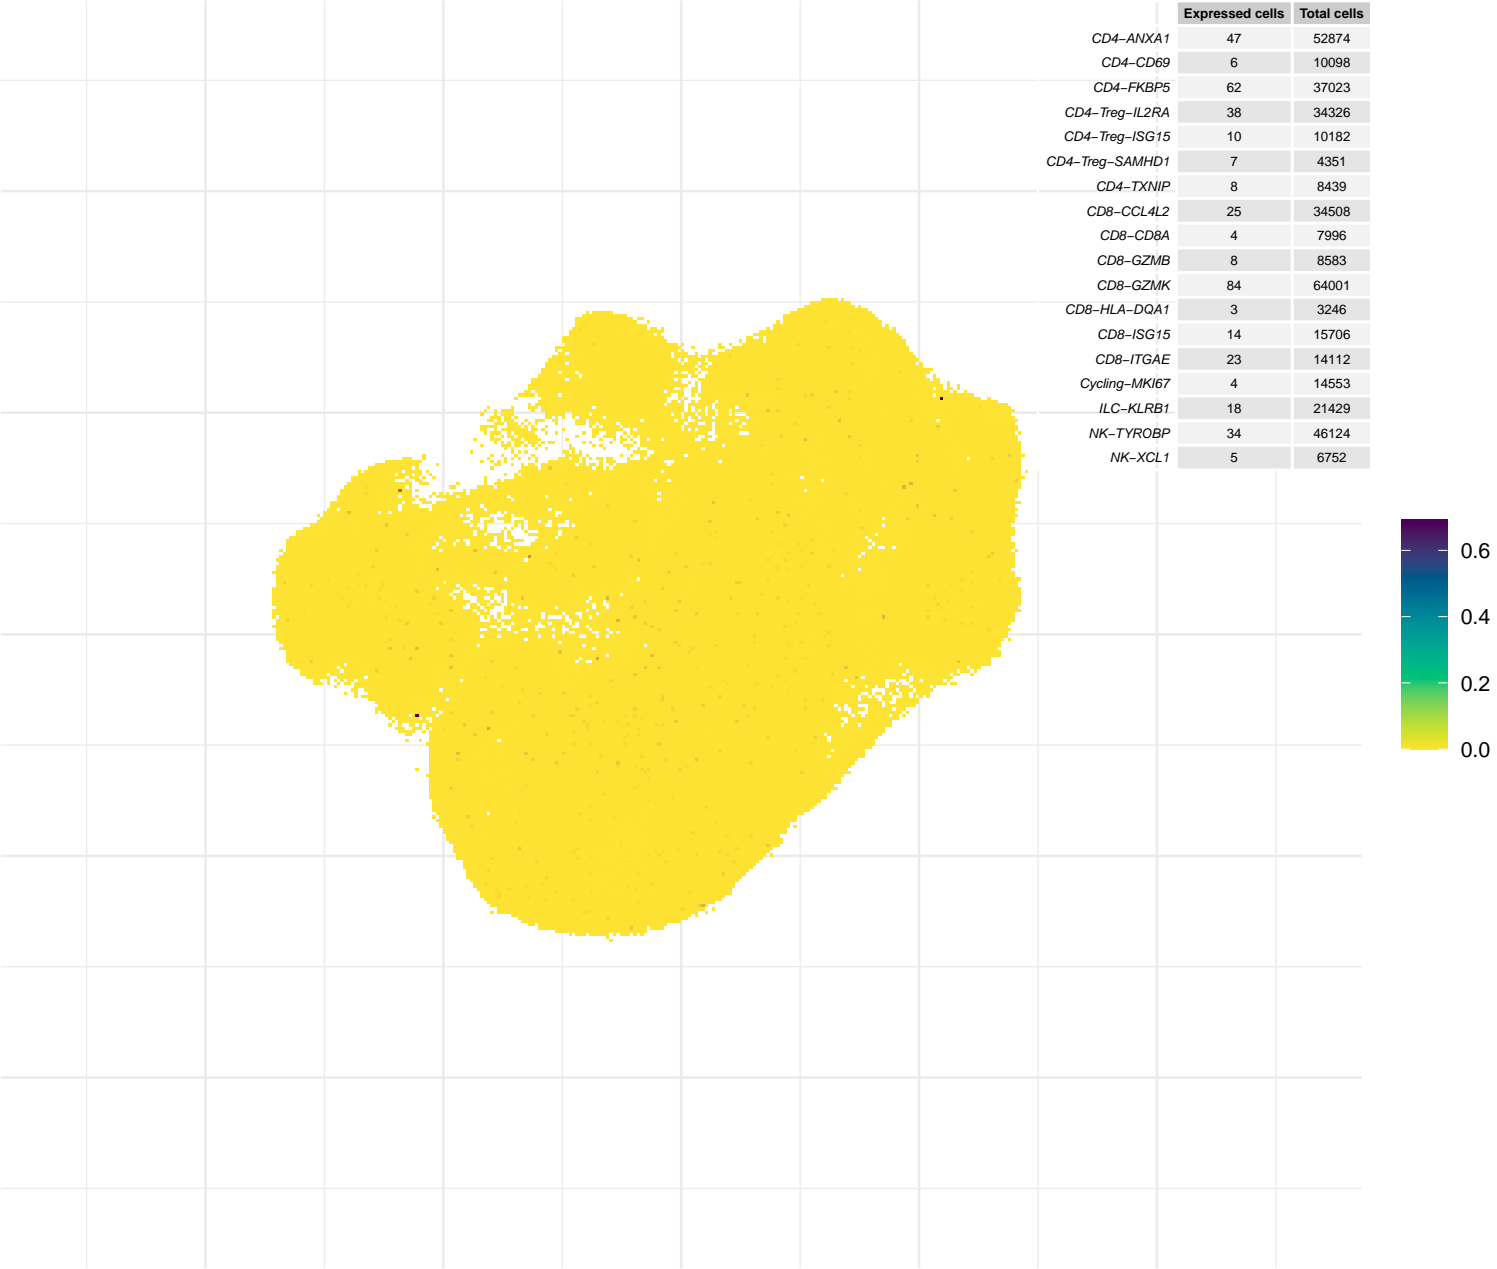 Expressed cells Total cells
CD4−ANXA1 47 52874
CD4−CD69 6 10098
CD4−FKBP5 62 37023
CD4−Treg−IL2RA 38 34326
CD4−Treg−ISG15 10 10182
CD4−Treg−SAMHD1 7 4351
CD4−TXNIP 8 8439
CD8−CCL4L2 25 34508
CD8−CD8A 4 7996
CD8−GZMB 8 8583
CD8−GZMK 84 64001
CD8−HLA−DQA1 3 3246
CD8−ISG15 14 15706
CD8−ITGAE 23 14112
Cycling−MKI67 4 14553
ILC−KLRB1 18 21429
NK−TYROBP 34 46124
NK−XCL1 5 6752
0.6
0.4
0.2
0.0